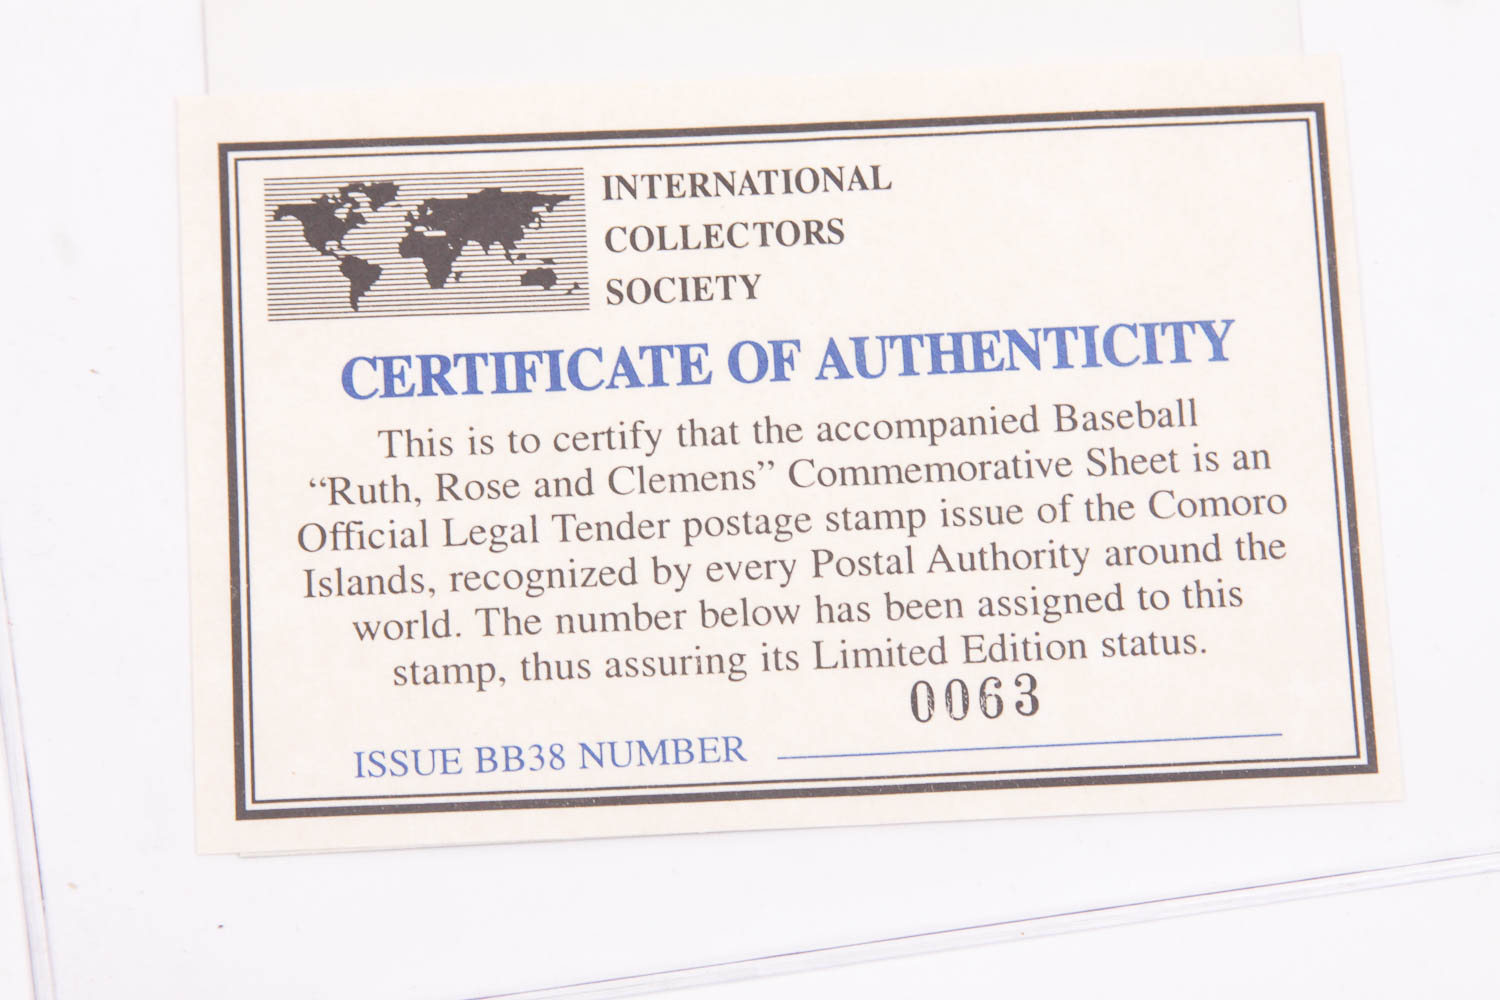 INTERNATIONAL
COLLECTORS
SOCIETY
CERTIFICATE OF AUTHENTICITY
This is to certify that the accompanied Baseball
“Ruth, Rose and Clemens” Commemorative Sheet is an
Official Legal Tender postage stamp issue of the Comoro
Islands, recognized by every Postal Authority around the
world. The number below has been assigned to this
stamp, thus assuring its Limited Edition status.
0063
ISSUE BB38 NUMBER